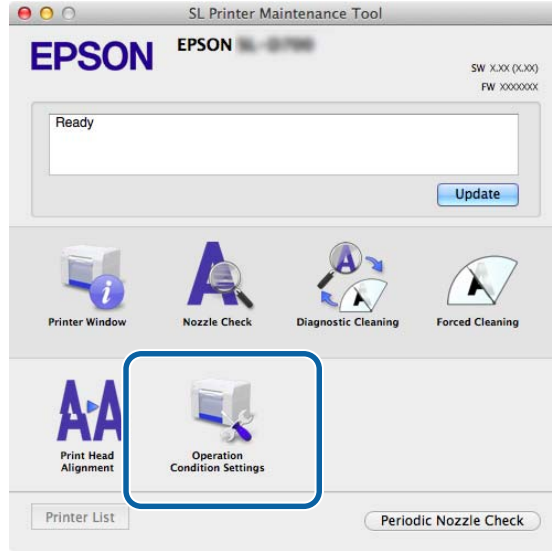 SL Printer Maintenance Tool
EPSON
EPSON
SW X.XX (X.XX)
FW XXXXXXX
Ready
Update
Printer Window
Nozzle Check
Diagnostic Cleaning
Forced Cleaning
Print Head
Alignment
Operation
Condition Settings
Printer List
Periodic Nozzle Check